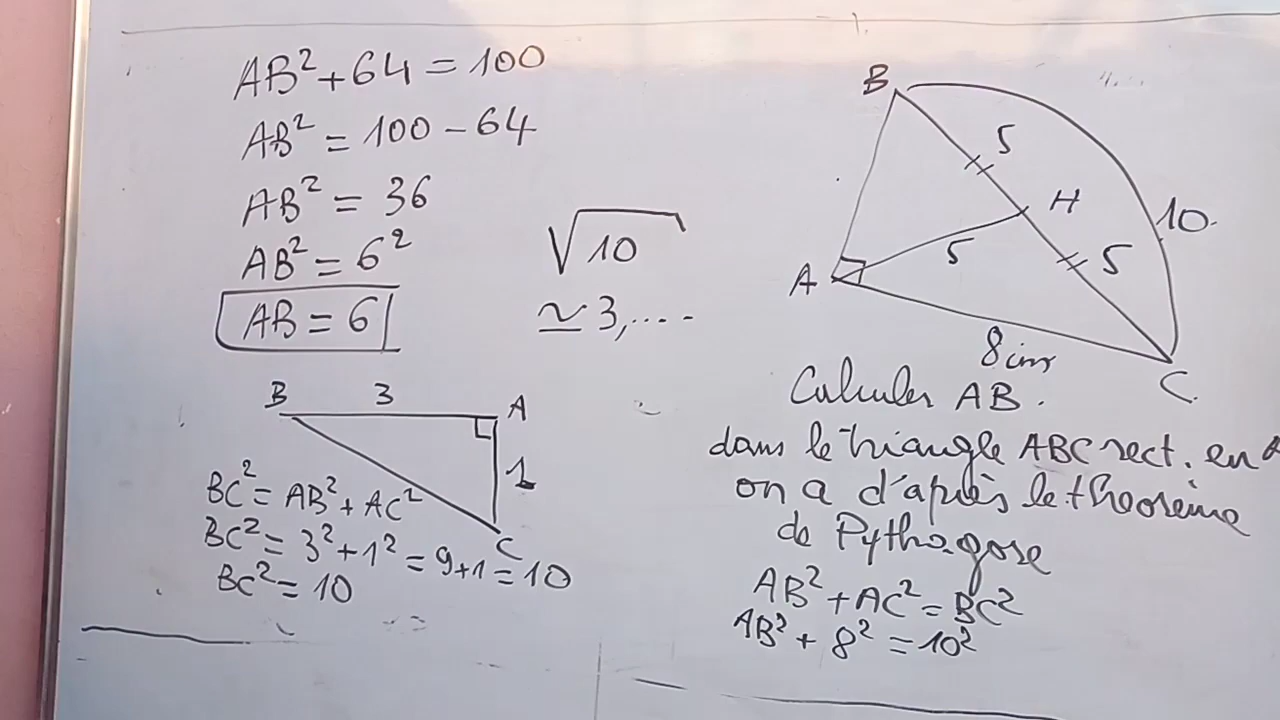 AB² + 64 = 100
AB² = 100 - 64
AB² = 36
AB² = 6²
AB = 6
√10
≃ 3,....
B 3 A
1
C
BC² = AB² + AC²
BC² = 3² + 1² = 9+1 = 10
BC² = 10
B
5
H
10
A
5
5
8cm
C
Calculer AB.
dans le triangle ABC rect. en
on a d'après le theorème
de Pythagore
AB² + AC² = BC²
AB² + 8² = 10²